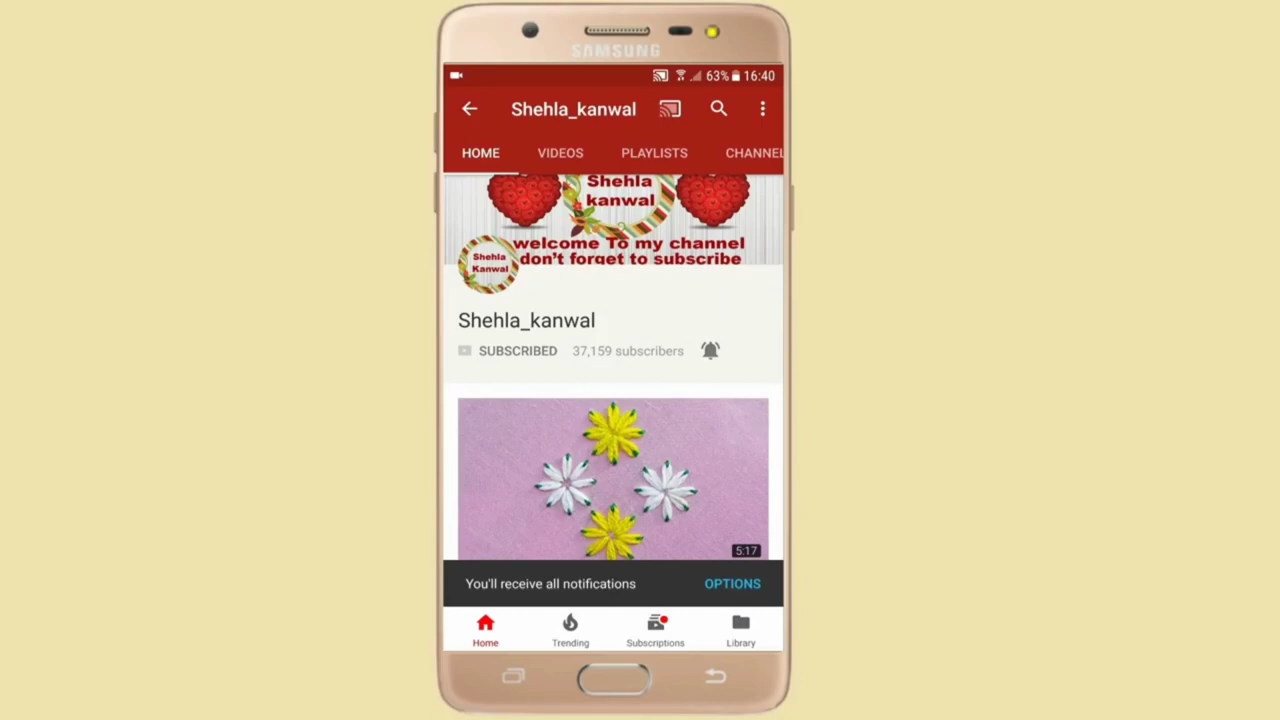 SAMSUNG
63% 16:40
Shehla_kanwal
HOME VIDEOS PLAYLISTS CHANNEL
Shehla
kanwal
welcome To my channel
don't forget to subscribe
Shehla
Kanwal
Shehla_kanwal
SUBSCRIBED 37,159 subscribers
5:17
You'll receive all notifications OPTIONS
Home Trending Subscriptions Library